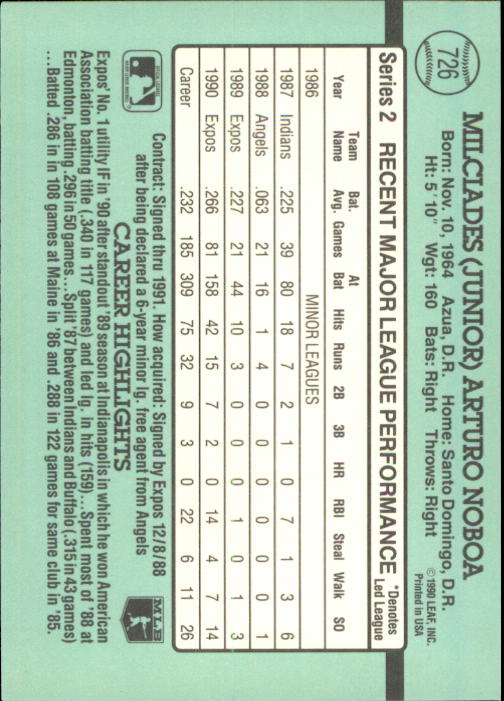 726
MILCIADES (JUNIOR) ARTURO NOBOA
Born: Nov. 10, 1964 Azua, D.R. Home: Santo Domingo, D.R.
Ht: 5' 10" Wgt: 160 Bats: Right Throws: Right
©1990 LEAF, INC.
Printed in USA
Series 2 RECENT MAJOR LEAGUE PERFORMANCE *Denotes Led League
Year Team Name Bat. Avg. Games At Bat Hits Runs 2B 3B HR RBI Steal Walk SO
1986 MINOR LEAGUES
1987 Indians .225 39 80 18 7 2 1 0 7 1 3 6
1988 Angels .063 21 16 1 4 0 0 0 0 0 0 1
1989 Expos .227 21 44 10 3 0 0 0 1 0 1 3
1990 Expos .266 81 158 42 15 7 2 0 14 4 7 14
Career .232 185 309 75 32 9 3 0 22 6 11 26
Contract: Signed thru 1991. How acquired: Signed by Expos 12/8/88
after being declared a 6-year minor lg. free agent from Angels
CAREER HIGHLIGHTS
MLB
Expos' No. 1 utility IF in '90 after standout '89 season at Indianapolis in which he won American
Association batting title (.340 in 117 games) and led lg. in hits (159)...Spent most of '88 at
Edmonton, batting .296 in 50 games...Split '87 between Indians and Buffalo (.315 in 43 games)
...Batted .286 in in 108 games at Maine in '86 and .288 in 122 games for same club in '85.